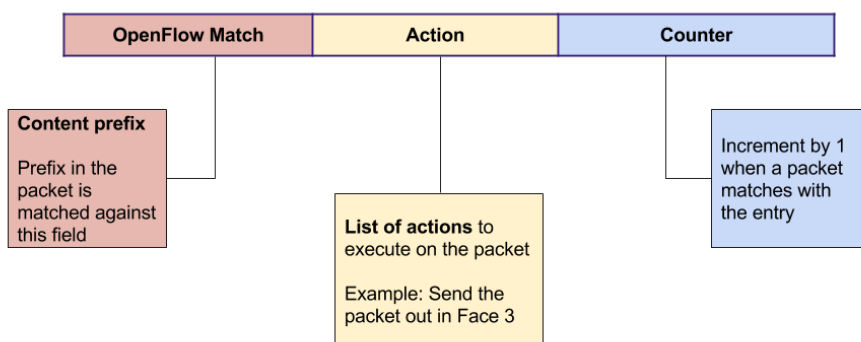 OpenFlow Match
Action
Counter
Content prefix
Prefix in the
packet is
matched against
this field
List of actions to
execute on the packet
Example: Send the
packet out in Face 3
Increment by 1
when a packet
matches with
the entry